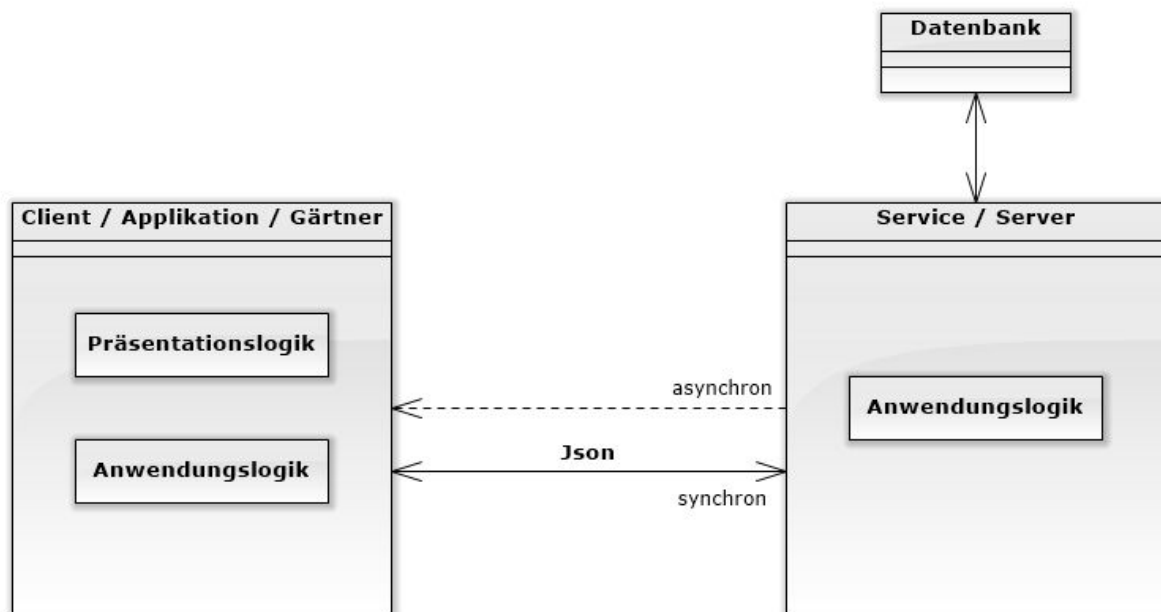 Datenbank
Client / Applikation / Gärtner
Service / Server
Präsentationslogik
asynchron
Anwendungslogik
Json
Anwendungslogik
synchron